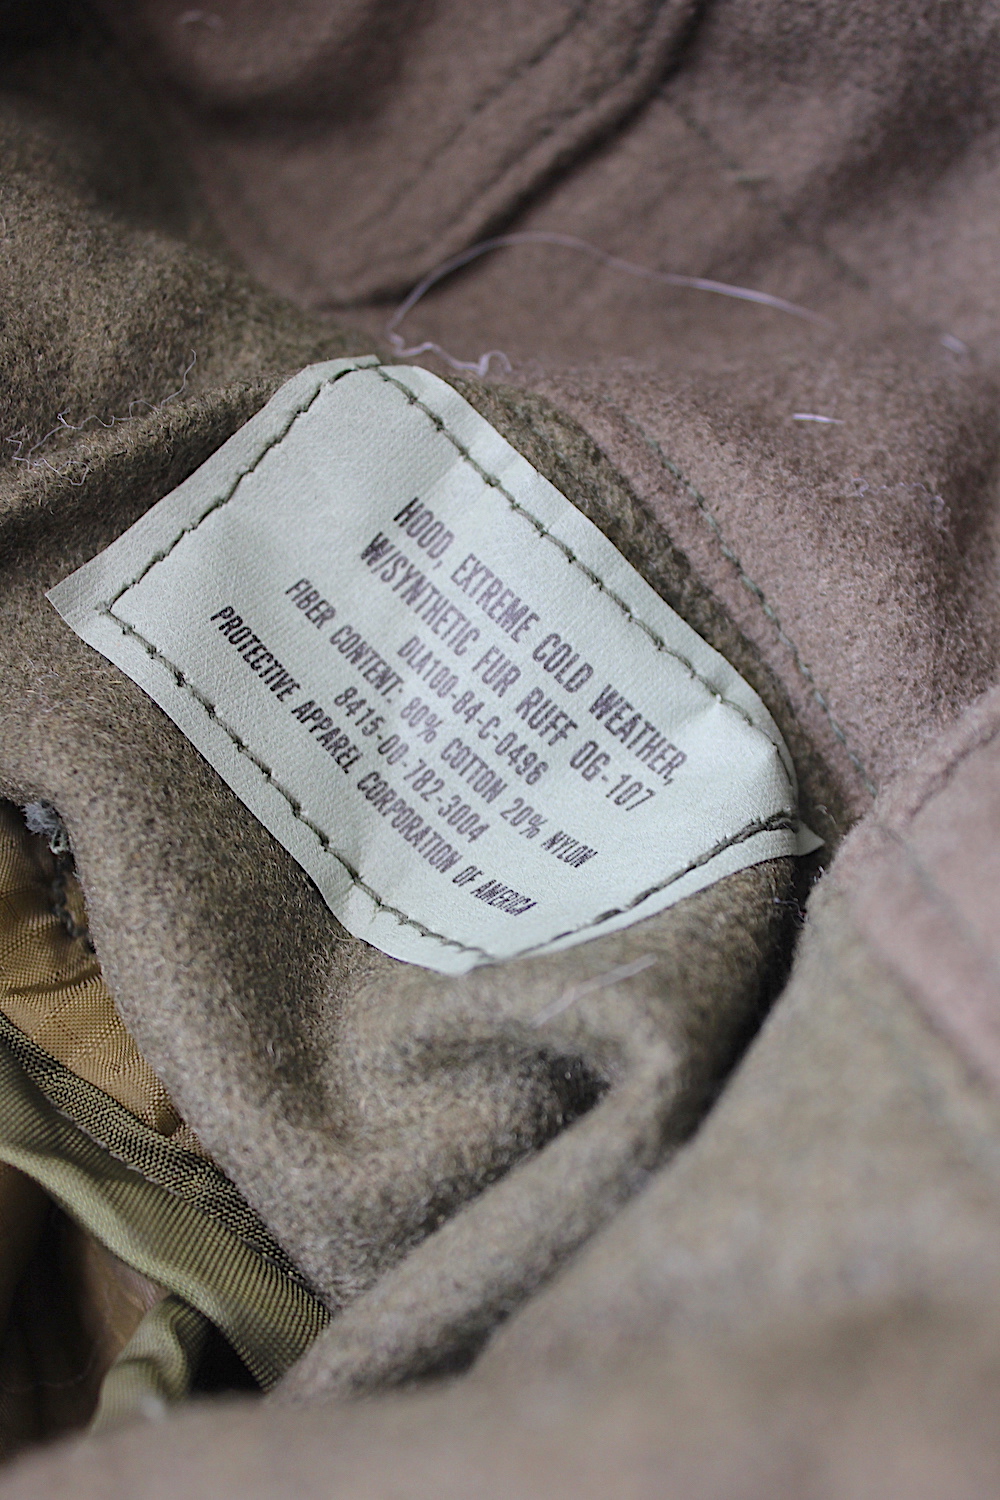 HOOD, EXTREME COLD WEATHER,
W/SYNTHETIC FUR RUFF OG-107
DLA100-84-C-0496
FIBER CONTENT: 80% COTTON 20% NYLON
8415-00-782-3004
PROTECTIVE APPAREL CORPORATION OF AMERICA